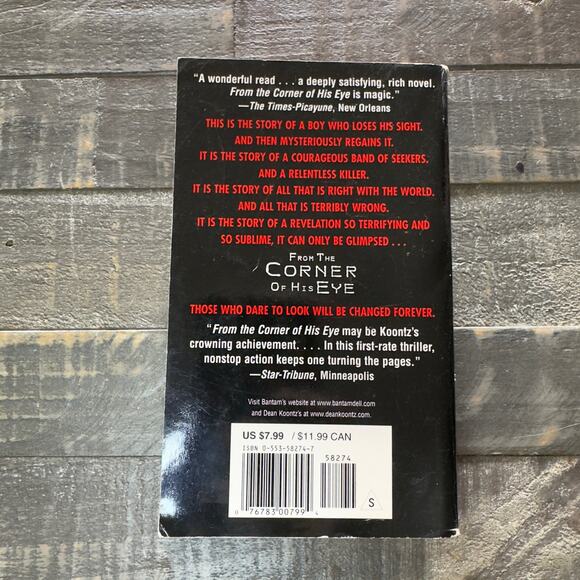 “A wonderful read . . . a deeply satisfying, rich novel.
From the Corner of His Eye is magic.”
—The Times-Picayune, New Orleans
THIS IS THE STORY OF A BOY WHO LOSES HIS SIGHT.
AND THEN MYSTERIOUSLY REGAINS IT.
IT IS THE STORY OF A COURAGEOUS BAND OF SEEKERS.
AND A RELENTLESS KILLER.
IT IS THE STORY OF ALL THAT IS RIGHT WITH THE WORLD.
AND ALL THAT IS TERRIBLY WRONG.
IT IS THE STORY OF A REVELATION SO TERRIFYING AND
SO SUBLIME, IT CAN ONLY BE GLIMPSED . . .
FROM THE
CORNER
OF HIS EYE
THOSE WHO DARE TO LOOK WILL BE CHANGED FOREVER.
“From the Corner of His Eye may be Koontz’s
crowning achievement. . . . In this first-rate thriller,
nonstop action keeps one turning the pages.”
—Star-Tribune, Minneapolis
Visit Bantam’s website at www.bantamdell.com
and Dean Koontz’s at www.deankoontz.com.
US $7.99 / $11.99 CAN
ISBN 0-553-58274-7
58274
0 76783 00799 4
S